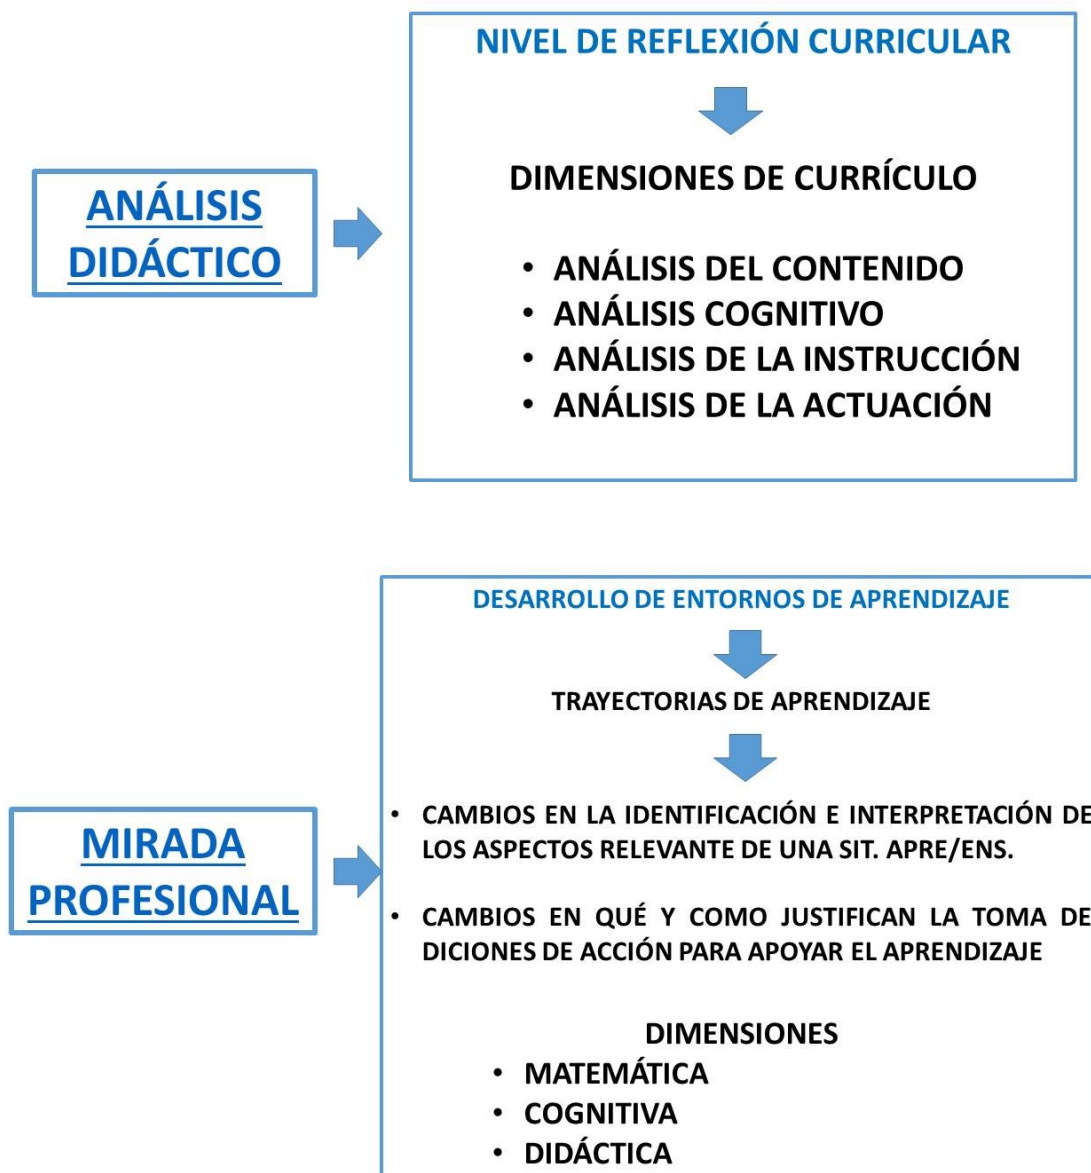 NIVEL DE REFLEXIÓN CURRICULAR
DIMENSIONES DE CURRÍCULO
ANÁLISIS
DIDÁCTICO
• ANÁLISIS DEL CONTENIDO
• ANÁLISIS COGNITIVO
• ANÁLISIS DE LA INSTRUCCIÓN
• ANÁLISIS DE LA ACTUACIÓN
DESARROLLO DE ENTORNOS DE APRENDIZAJE
TRAYECTORIAS DE APRENDIZAJE
MIRADA
PROFESIONAL
• CAMBIOS EN LA IDENTIFICACIÓN E INTERPRETACIÓN DE
LOS ASPECTOS RELEVANTE DE UNA SIT. APRE/ENS.
• CAMBIOS EN QUÉ Y COMO JUSTIFICAN LA TOMA DE
DICIONES DE ACCIÓN PARA APOYAR EL APRENDIZAJE
DIMENSIONES
• MATEMÁTICA
• COGNITIVA
• DIDÁCTICA